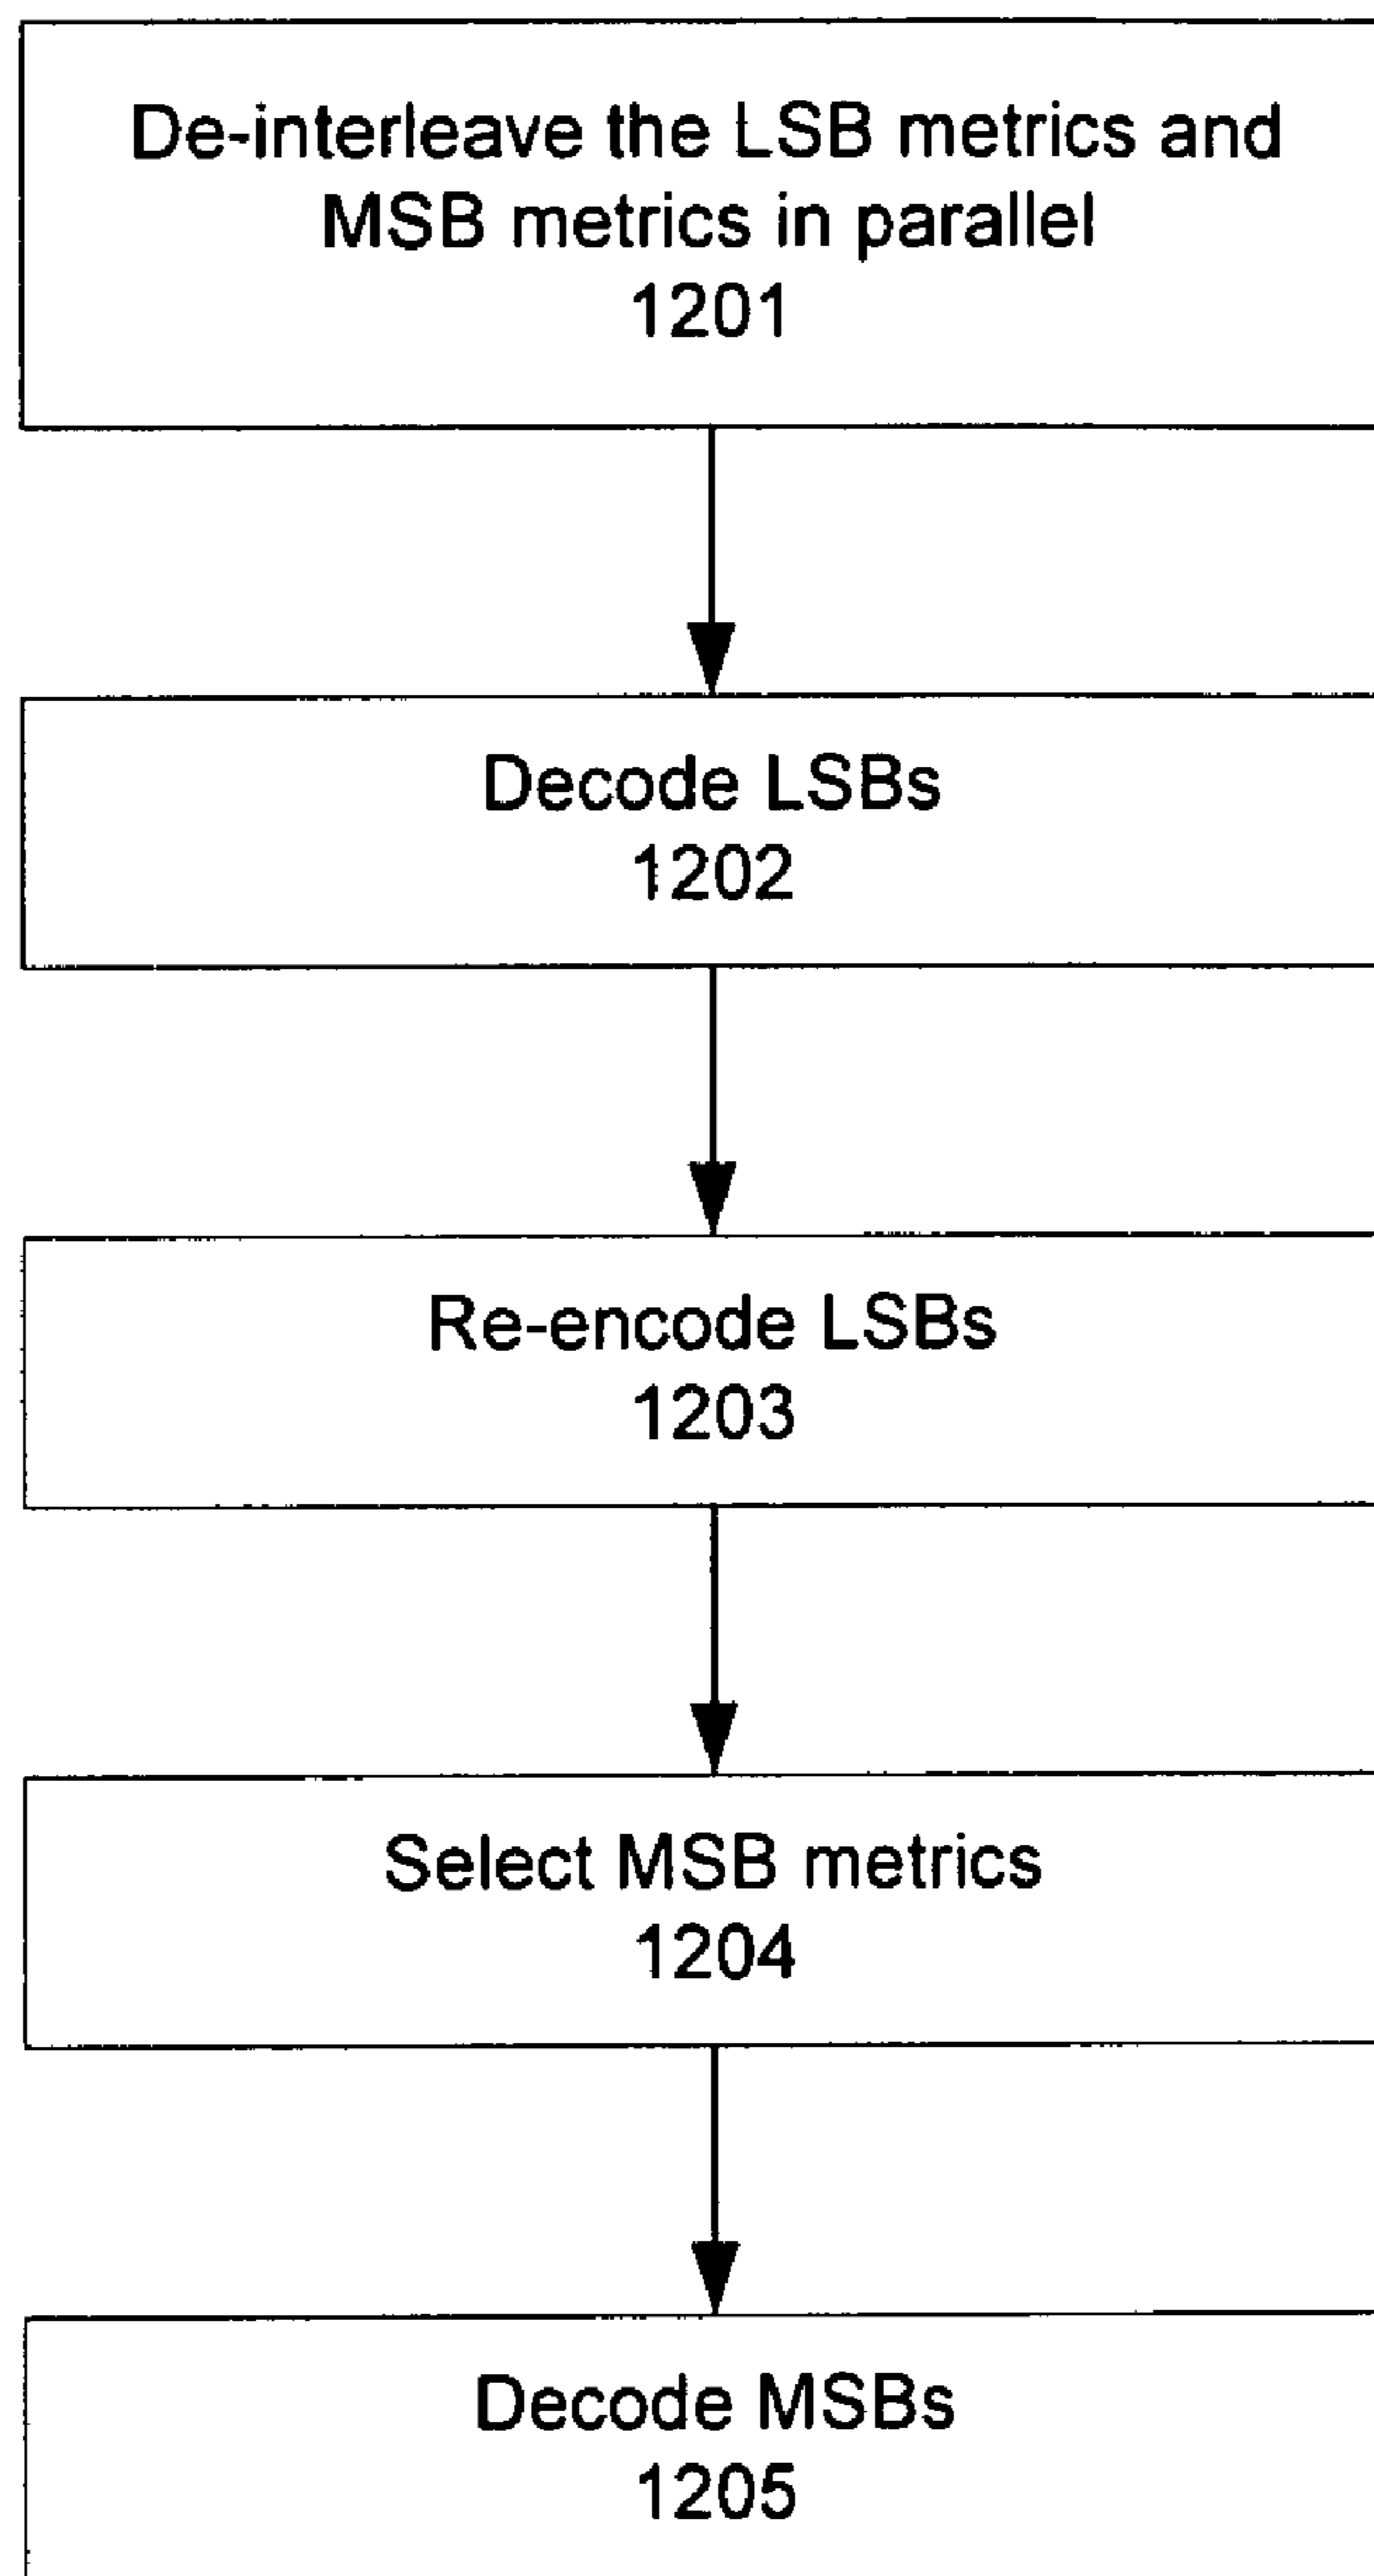 De-interleave the LSB metrics and
MSB metrics in parallel
1201
Decode LSBs
1202
Re-encode LSBs
1203
Select MSB metrics
1204
Decode MSBs
1205